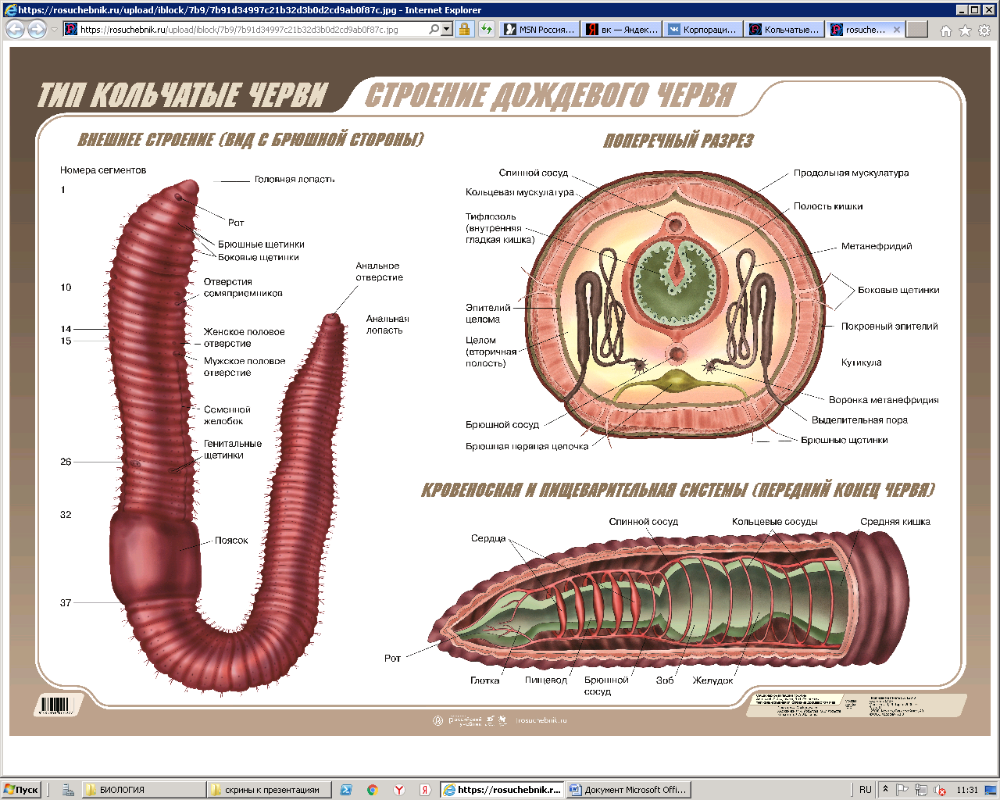 https://rosuchebnik.ru/upload/iblock/7b9/7b91d34997c21b32d3b0d2cd9ab0f87c.jpg - Internet Explorer
https://rosuchebnik.ru/upload/iblock/7b9/7b91d34997c21b32d3b0d2cd9ab0f87c.jpg
MSN Россия...
вк — Яндек...
Корпораци...
Кольчатые...
rosuche...
ТИП КОЛЬЧАТЫЕ ЧЕРВИ
СТРОЕНИЕ ДОЖДЕВОГО ЧЕРВЯ
ВНЕШНЕЕ СТРОЕНИЕ (ВИД С БРЮШНОЙ СТОРОНЫ)
Номера сегментов
1
10
14
15
26
32
37
Головная лопасть
Рот
Брюшные щетинки
Боковые щетинки
Отверстия
семяприемников
Женское половое
отверстие
Мужское половое
отверстие
Семенной
желобок
Генитальные
щетинки
Поясок
Анальное
отверстие
Анальная
лопасть
ПОПЕРЕЧНЫЙ РАЗРЕЗ
Спинной сосуд
Кольцевая мускулатура
Тифлозоль
(внутренняя
гладкая кишка)
Эпителий
целома
Целом
(вторичная
полость)
Брюшной сосуд
Брюшная нервная цепочка
Продольная мускулатура
Полость кишки
Метанефридий
Боковые щетинки
Покровный эпителий
Кутикула
Воронка метанефридия
Выделительная пора
Брюшные щетинки
КРОВЕНОСНАЯ И ПИЩЕВАРИТЕЛЬНАЯ СИСТЕМЫ (ПЕРЕДНИЙ КОНЕЦ ЧЕРВЯ)
Сердца
Спинной сосуд
Кольцевые сосуды
Средняя кишка
Рот
Глотка
Пищевод
Брюшной
сосуд
Зоб
Желудок
российский
учебник
rosuchebnik.ru
Пуск
БИОЛОГИЯ
скрины к презентациям
https://rosuchebnik.r...
Документ Microsoft Offi...
RU
11:31